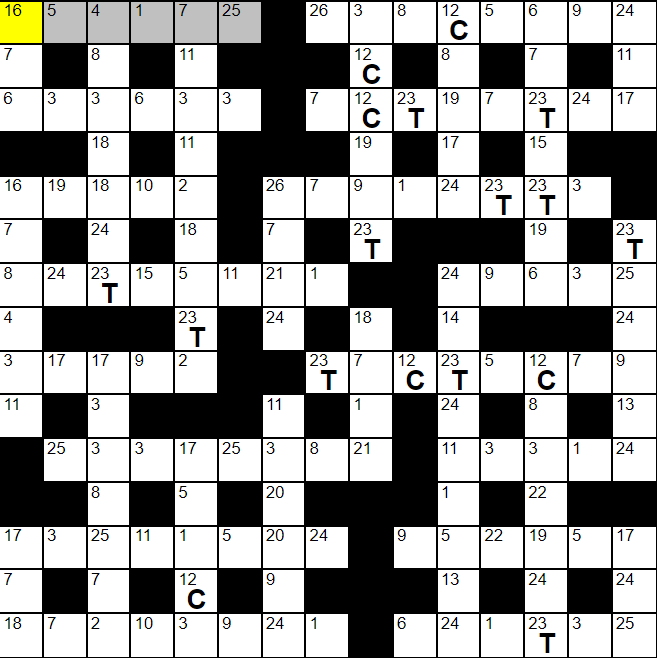 16 5 4 1 7 25 26 3 8 12 C 5 6 9 24
7 8 11 12 C 8 7 11
6 3 3 6 3 3 7 12 C 23 T 19 7 23 T 24 17
18 11 19 17 15
16 19 18 10 2 26 7 9 1 24 23 T 23 T 3
7 24 18 7 23 T 19 23 T
8 24 23 T 15 5 11 21 1 24 9 6 3 25
4 23 T 24 18 14 24
3 17 17 9 2 23 T 7 12 C 23 T 5 12 C 7 9
11 3 11 1 24 8 13
25 3 3 17 25 3 8 21 11 3 3 1 24
8 5 20 1 22
17 3 25 11 1 5 20 24 9 5 22 19 5 17
7 7 12 C 9 13 24 24
18 7 2 10 3 9 24 1 6 24 1 23 T 3 25